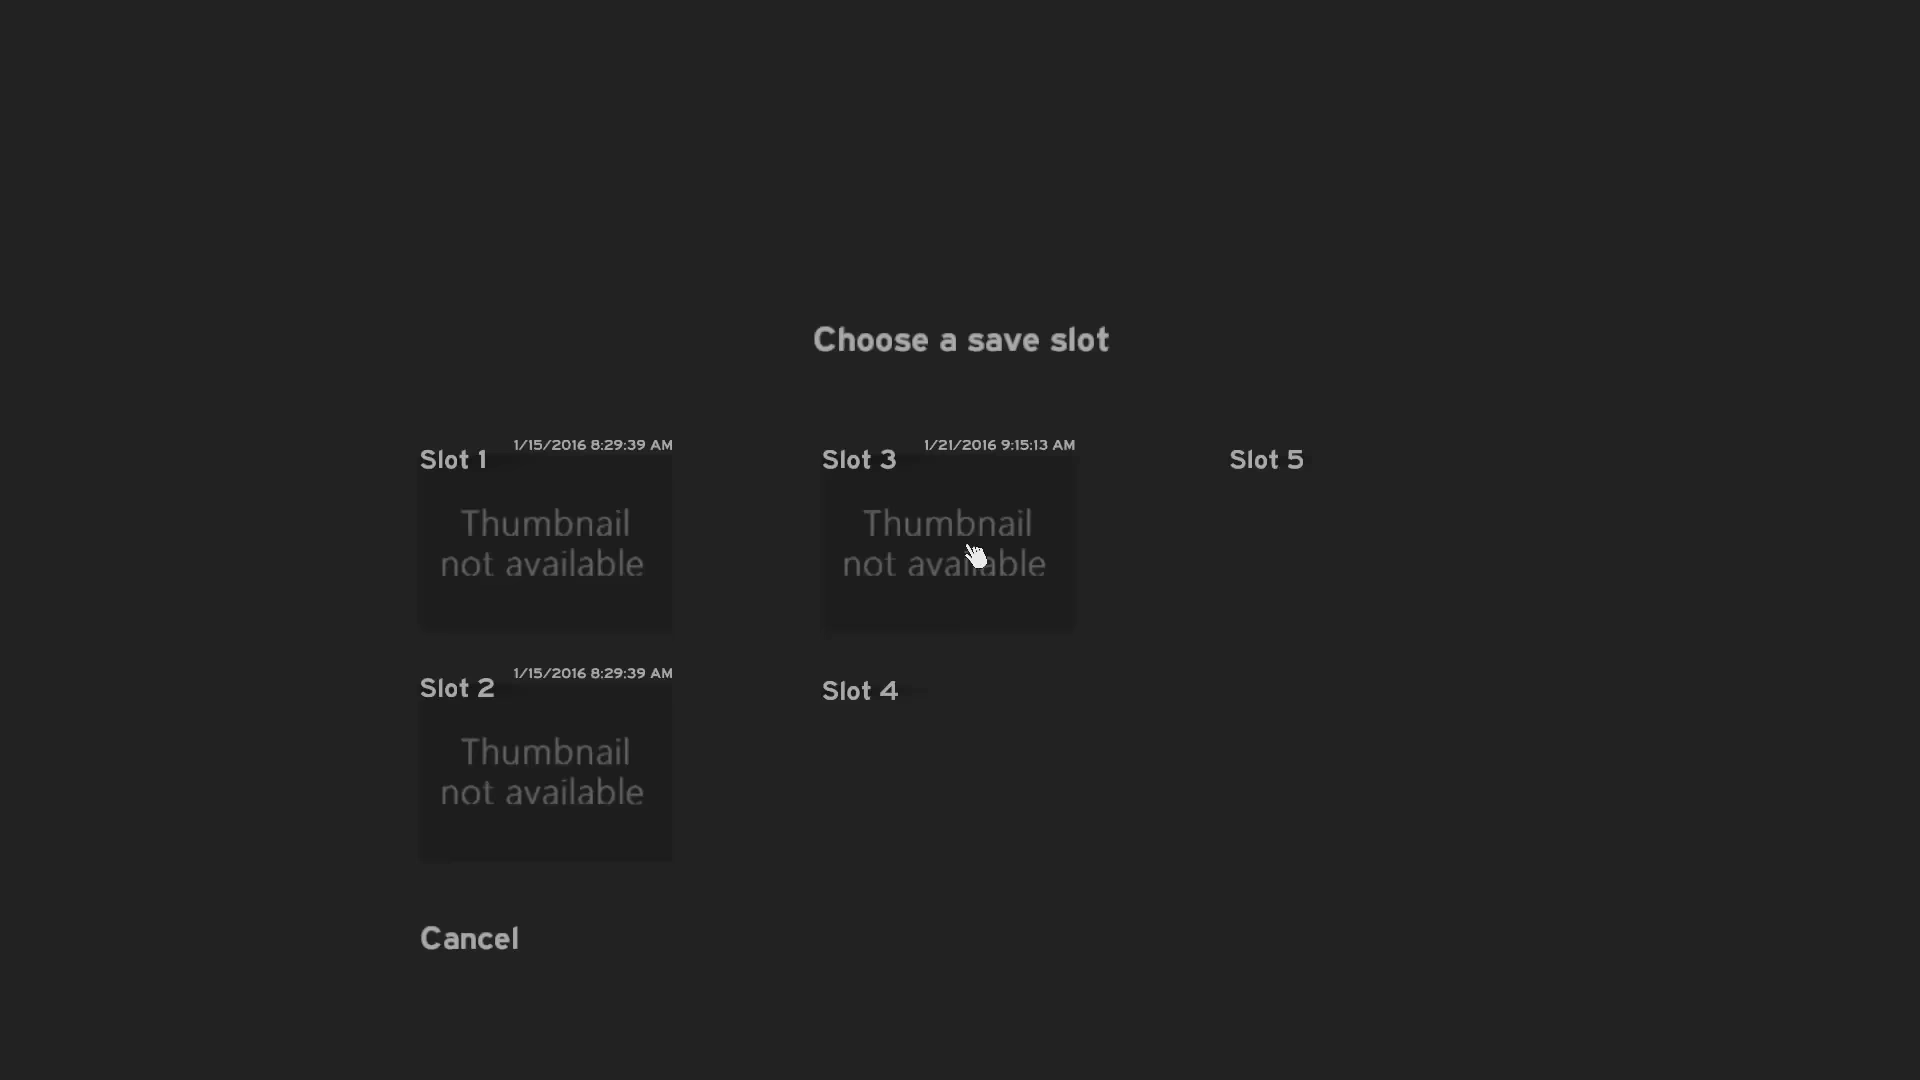 Choose a save slot
Slot 1 1/15/2016 8:29:39 AM
Thumbnail
not available
Slot 2 1/15/2016 8:29:39 AM
Thumbnail
not available
Slot 3 1/21/2016 9:15:13 AM
Thumbnail
not available
Slot 4
Slot 5
Cancel